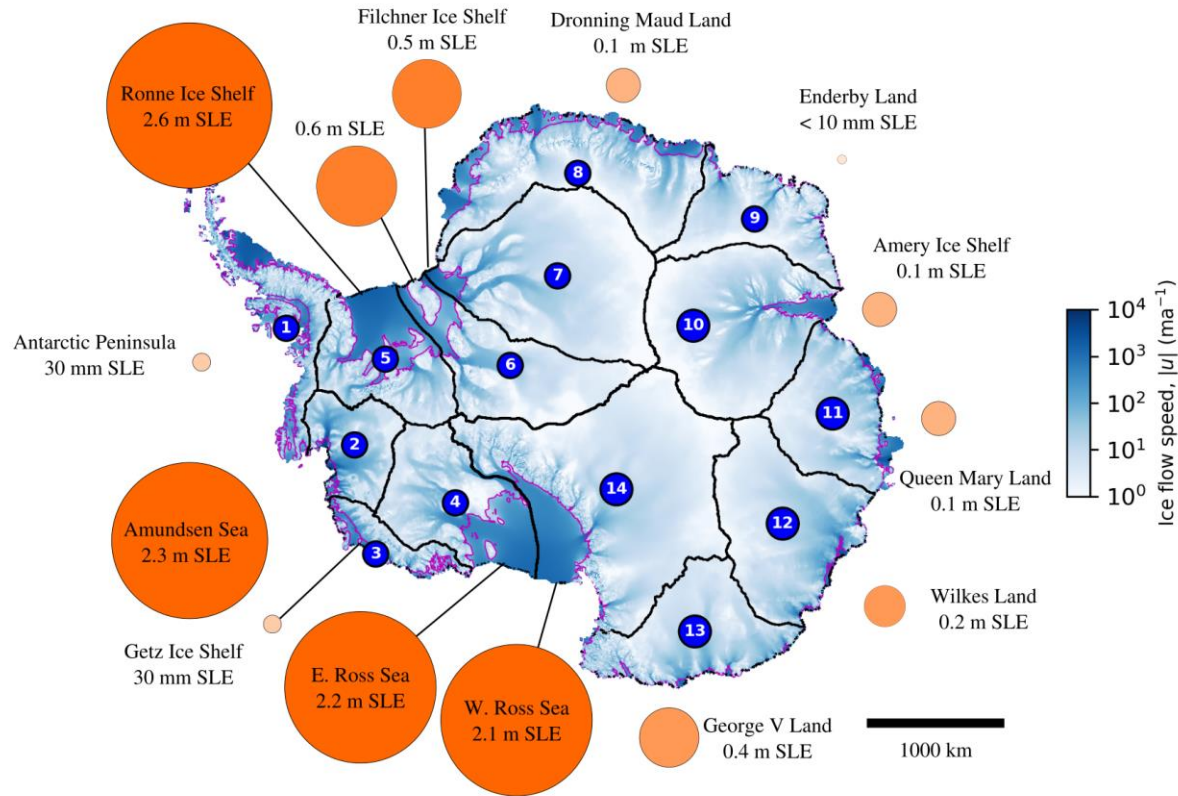 Filchner Ice Shelf
0.5 m SLE
Dronning Maud Land
0.1 m SLE
Ronne Ice Shelf
2.6 m SLE
0.6 m SLE
Enderby Land
< 10 mm SLE
8
9
Amery Ice Shelf
0.1 m SLE
7
10
1
Antarctic Peninsula
30 mm SLE
5
6
11
2
Queen Mary Land
0.1 m SLE
14
4
12
Amundsen Sea
2.3 m SLE
3
Wilkes Land
0.2 m SLE
13
Getz Ice Shelf
30 mm SLE
E. Ross Sea
2.2 m SLE
W. Ross Sea
2.1 m SLE
George V Land
0.4 m SLE
1000 km
10⁴
10³
10²
10¹
10⁰
Ice flow speed, |u| (ma⁻¹)